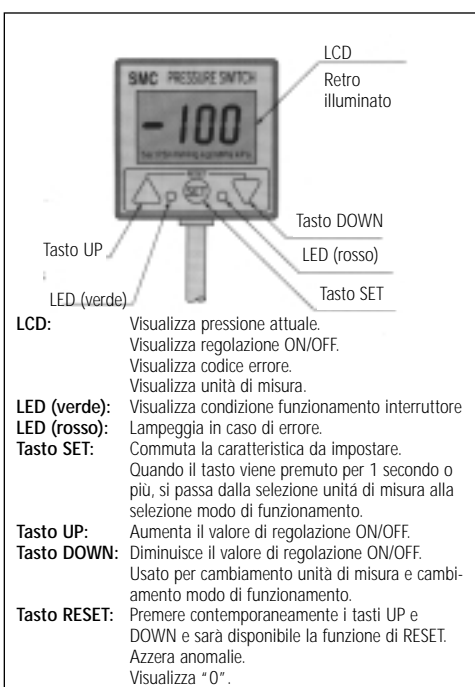 LCD
Retro
illuminato
SMC PRESSURE SWITCH
-100
RESET
SET
Tasto DOWN
Tasto UP
LED (rosso)
Tasto SET
LED (verde)
LCD: Visualizza pressione attuale.
Visualizza regolazione ON/OFF.
Visualizza codice errore.
Visualizza unità di misura.
LED (verde): Visualizza condizione funzionamento interruttore
LED (rosso): Lampeggia in caso di errore.
Tasto SET: Commuta la caratteristica da impostare.
Quando il tasto viene premuto per 1 secondo o
più, si passa dalla selezione unitá di misura alla
selezione modo di funzionamento.
Tasto UP: Aumenta il valore di regolazione ON/OFF.
Tasto DOWN: Diminuisce il valore di regolazione ON/OFF.
Usato per cambiamento unità di misura e cambi-
amento modo di funzionamento.
Tasto RESET: Premere contemporaneamente i tasti UP e
DOWN e sarà disponibile la funzione di RESET.
Azzera anomalie.
Visualizza "0".